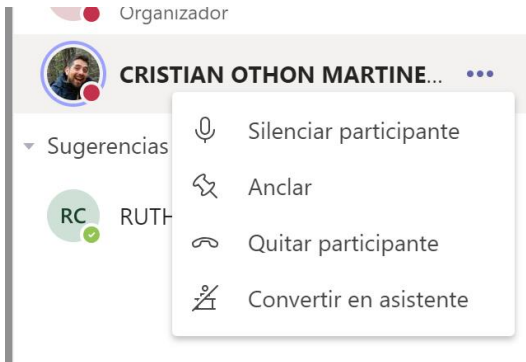 Organizador
CRISTIAN OTHON MARTINE...
Silenciar participante
Sugerencias
Anclar
RC RUTH
Quitar participante
Convertir en asistente